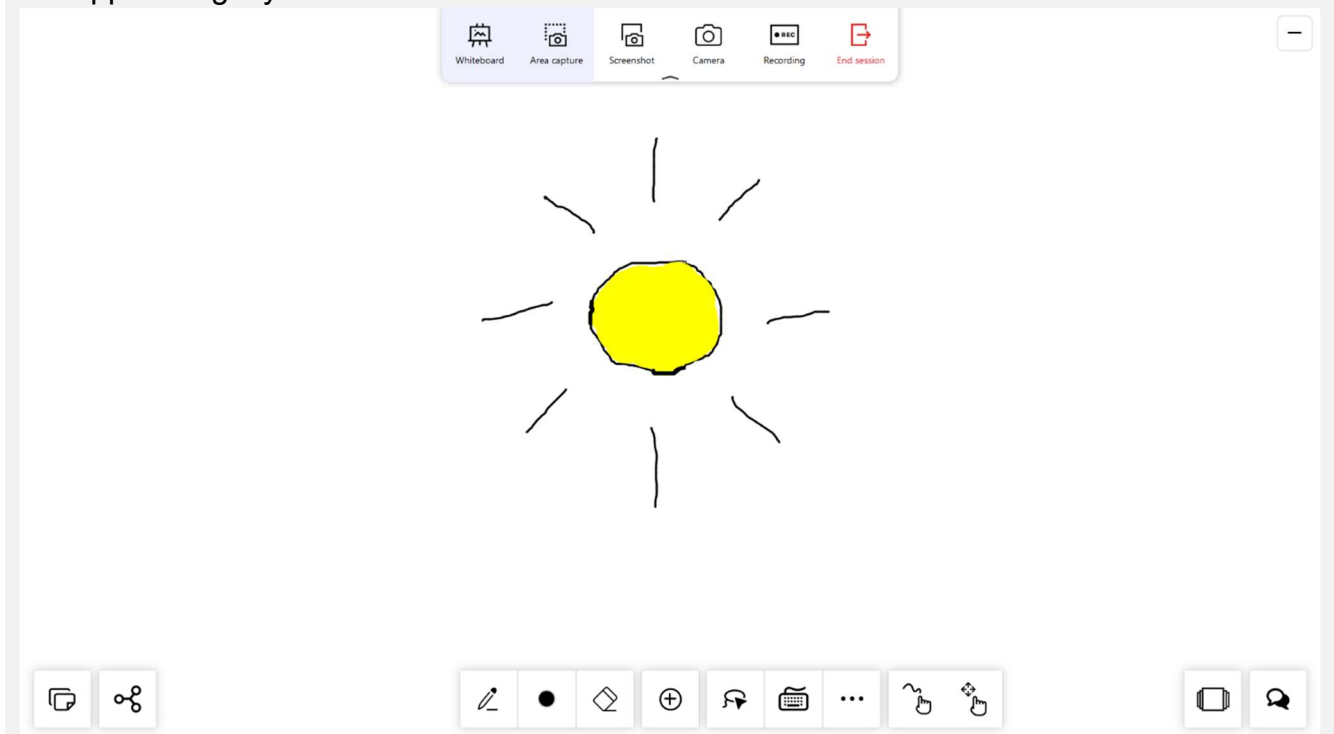 Whiteboard
Area capture
Screenshot
Camera
REC
Recording
End session